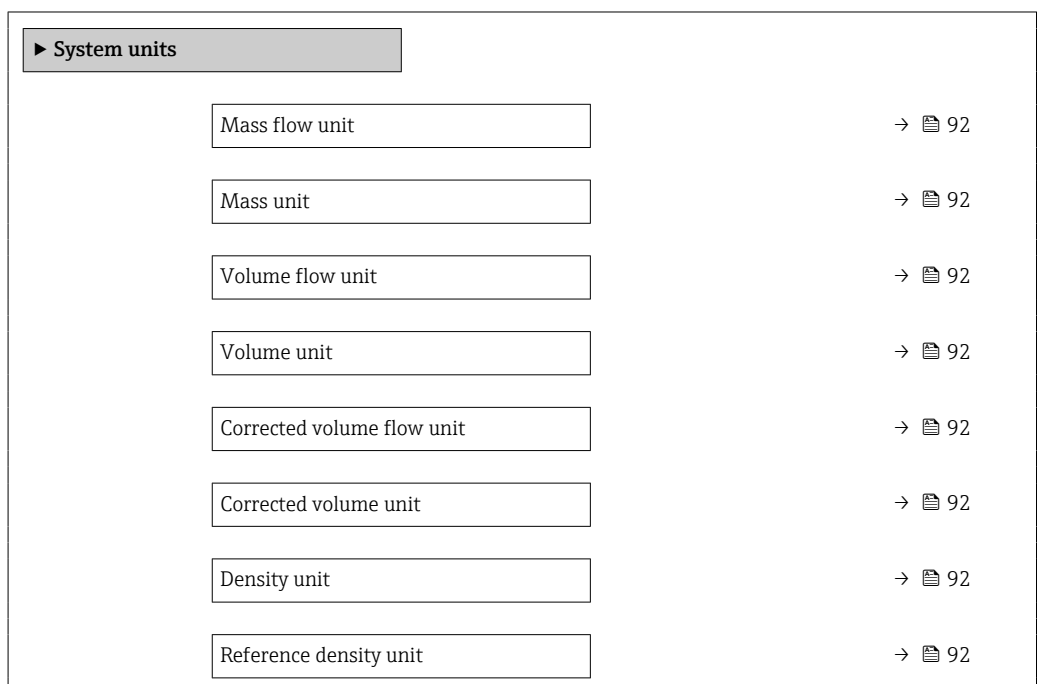 ▶ System units
Mass flow unit → 92
Mass unit → 92
Volume flow unit → 92
Volume unit → 92
Corrected volume flow unit → 92
Corrected volume unit → 92
Density unit → 92
Reference density unit → 92